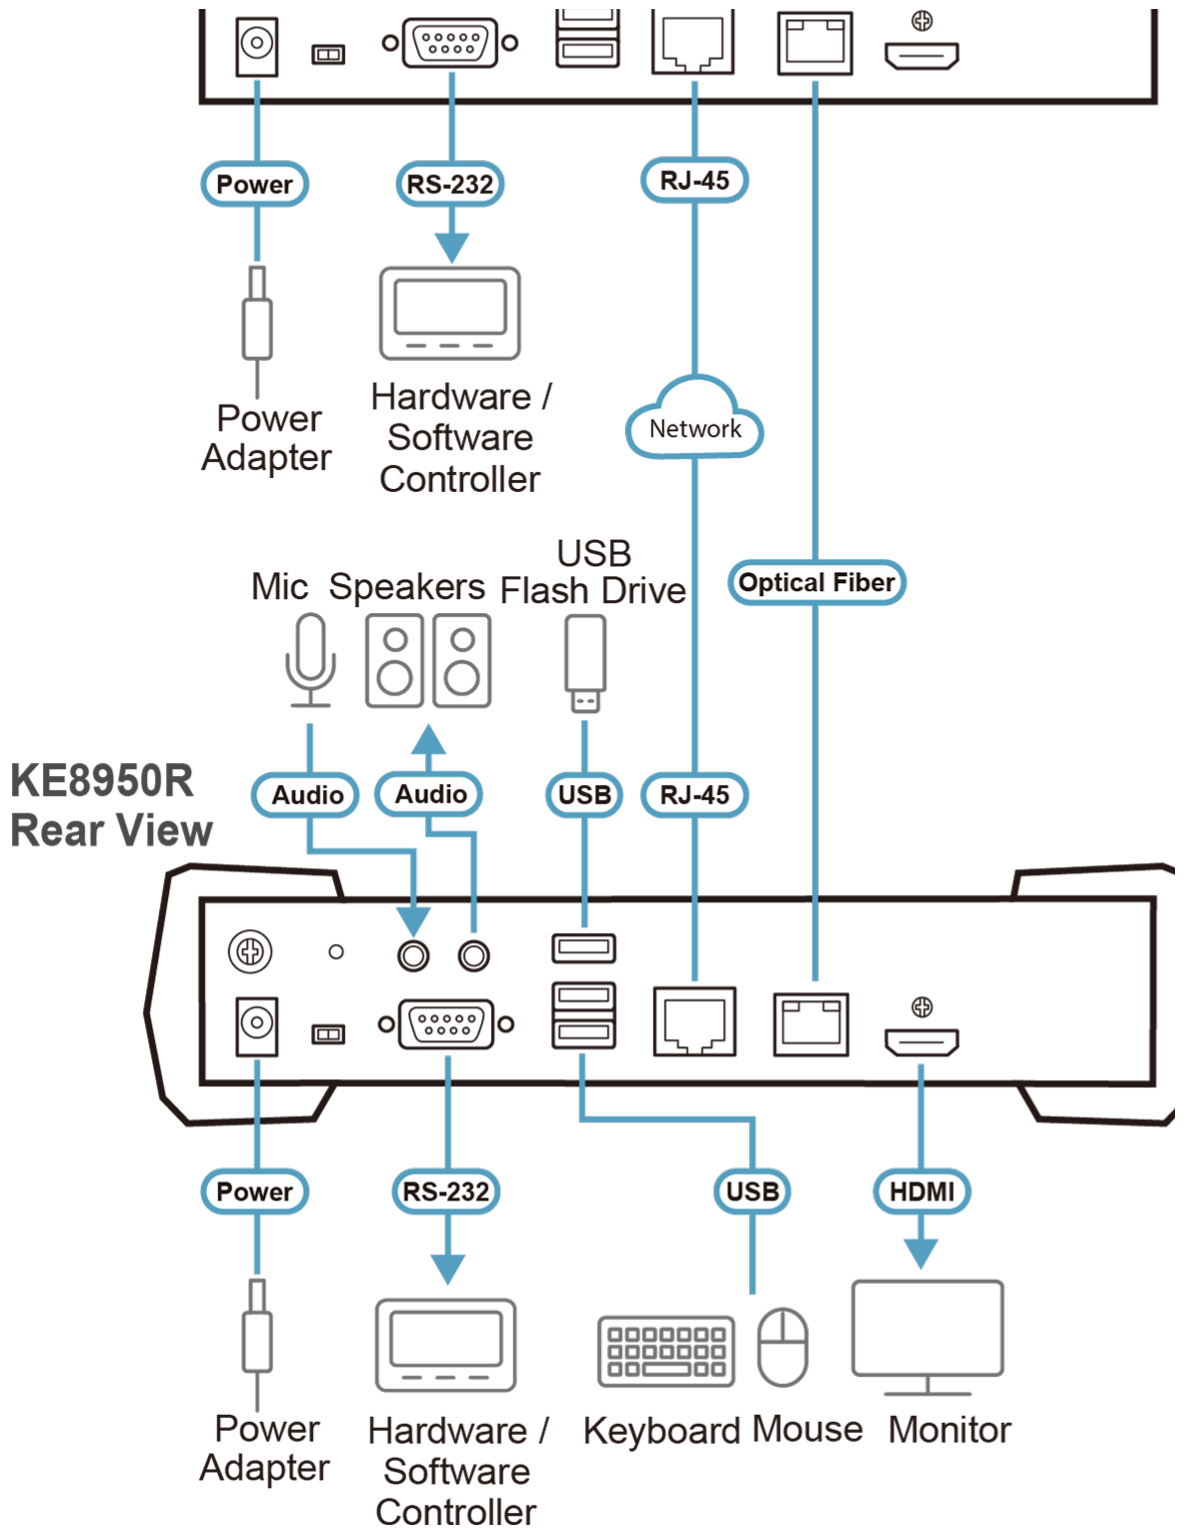 Power
RS-232
RJ-45
Power
Adapter
Hardware /
Software
Controller
Network
Optical Fiber
Mic
Speakers
USB
Flash Drive
Audio
Audio
USB
RJ-45
KE8950R
Rear View
Power
RS-232
USB
HDMI
Power
Adapter
Hardware /
Software
Controller
Keyboard
Mouse
Monitor